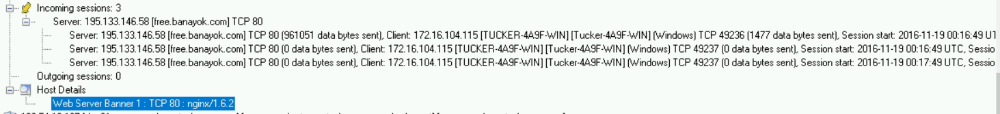 Incoming sessions: 3
Server: 195.133.146.58 [free.banayok.com] TCP 80
Server: 195.133.146.58 [free.banayok.com] TCP 80 (961051 data bytes sent), Client: 172.16.104.115 [TUCKER-4A9F-WIN] [Tucker-4A9F-WIN] (Windows) TCP 49236 (1477 data bytes sent), Session start: 2016-11-19 00:16:49 UT
Server: 195.133.146.58 [free.banayok.com] TCP 80 (0 data bytes sent), Client: 172.16.104.115 [TUCKER-4A9F-WIN] [Tucker-4A9F-WIN] (Windows) TCP 49237 (0 data bytes sent), Session start: 2016-11-19 00:16:49 UTC, Sessio
Server: 195.133.146.58 [free.banayok.com] TCP 80 (0 data bytes sent), Client: 172.16.104.115 [TUCKER-4A9F-WIN] [Tucker-4A9F-WIN] (Windows) TCP 49237 (0 data bytes sent), Session start: 2016-11-19 00:17:49 UTC, Sessio
Outgoing sessions: 0
Host Details
Web Server Banner 1 : TCP 80 : nginx/1.6.2